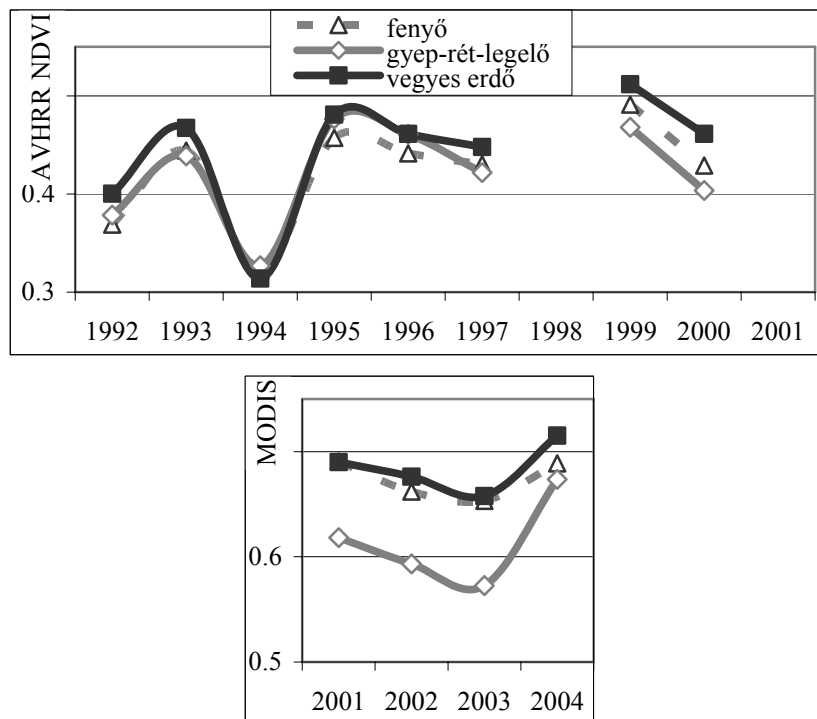 fenyő
gyep-rét-legelő
vegyes erdő
AVHRR NDVI
0.4
0.3
1992 1993 1994 1995 1996 1997 1998 1999 2000 2001
MODIS
0.6
0.5
2001 2002 2003 2004